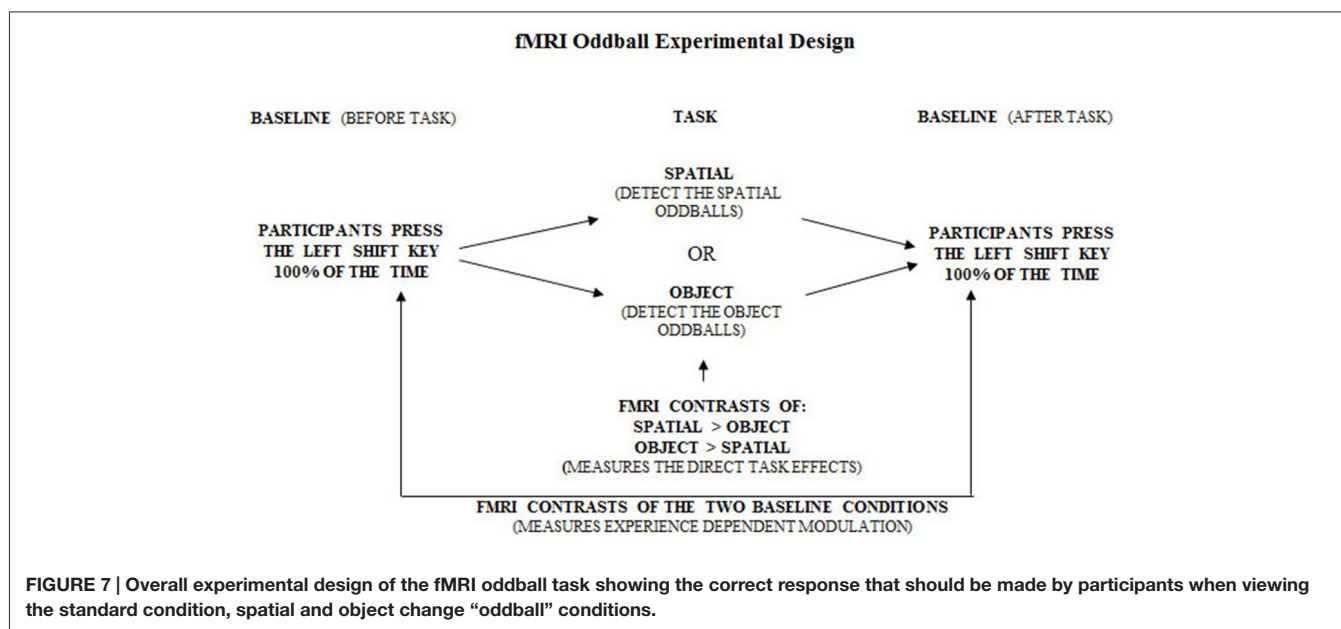 fMRI Oddball Experimental Design
BASELINE (BEFORE TASK)
TASK
BASELINE (AFTER TASK)
SPATIAL
(DETECT THE SPATIAL
ODDBALLS)
PARTICIPANTS PRESS
THE LEFT SHIFT KEY
100% OF THE TIME
OR
PARTICIPANTS PRESS
THE LEFT SHIFT KEY
100% OF THE TIME
OBJECT
(DETECT THE OBJECT
ODDBALLS)
FMRI CONTRASTS OF:
SPATIAL > OBJECT
OBJECT > SPATIAL
(MEASURES THE DIRECT TASK EFFECTS)
FMRI CONTRASTS OF THE TWO BASELINE CONDITIONS
(MEASURES EXPERIENCE DEPENDENT MODULATION)
FIGURE 7 | Overall experimental design of the fMRI oddball task showing the correct response that should be made by participants when viewing
the standard condition, spatial and object change “oddball” conditions.